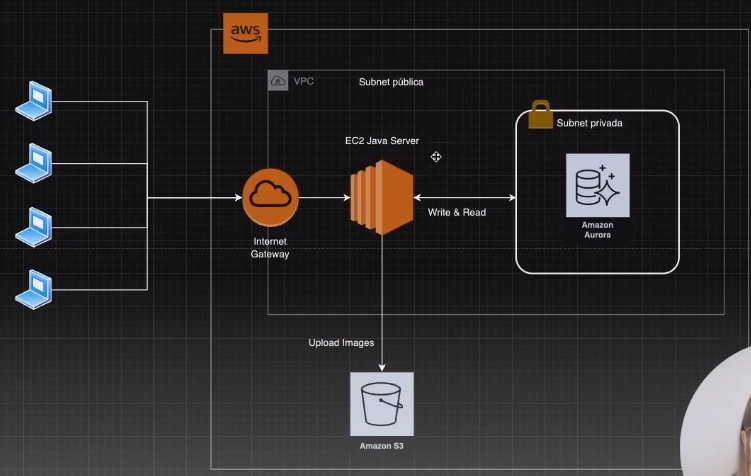 aws
VPC
Subnet pública
Subnet privada
EC2 Java Server
Write & Read
Amazon
Aurora
Internet
Gateway
Upload Images
Amazon S3